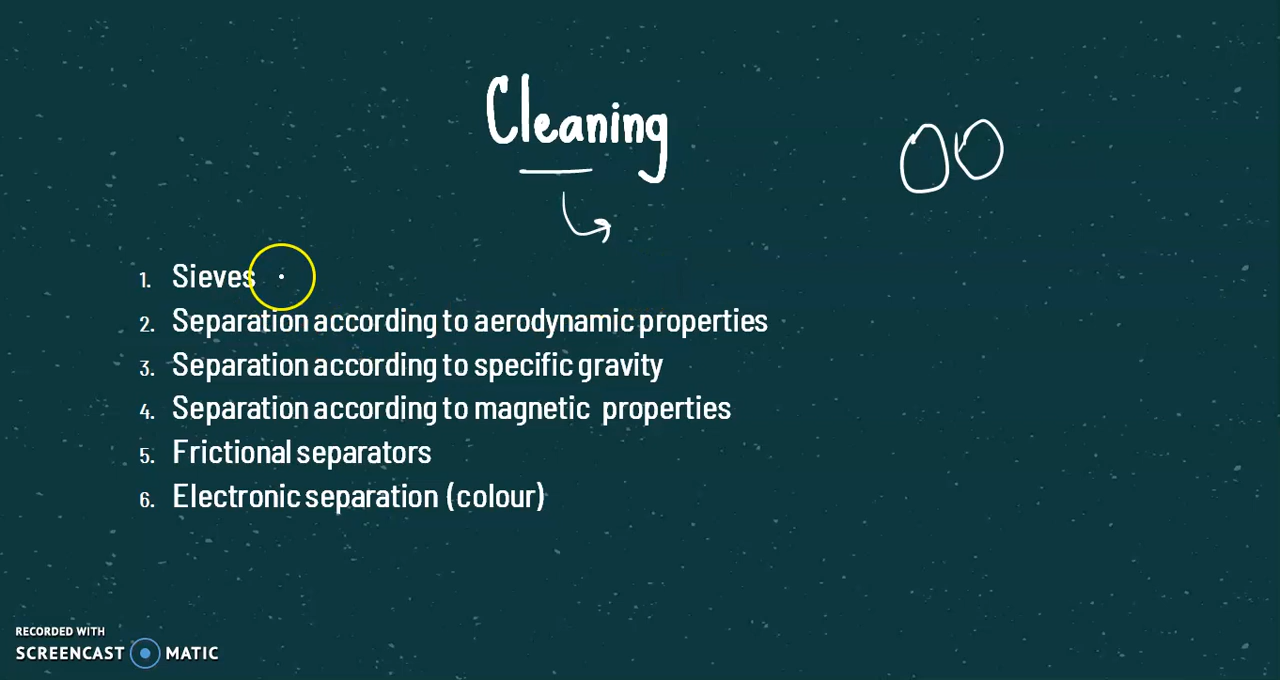 Cleaning
1. Sieves
2. Separation according to aerodynamic properties
3. Separation according to specific gravity
4. Separation according to magnetic properties
5. Frictional separators
6. Electronic separation (colour)
RECORDED WITH
SCREENCAST MATIC